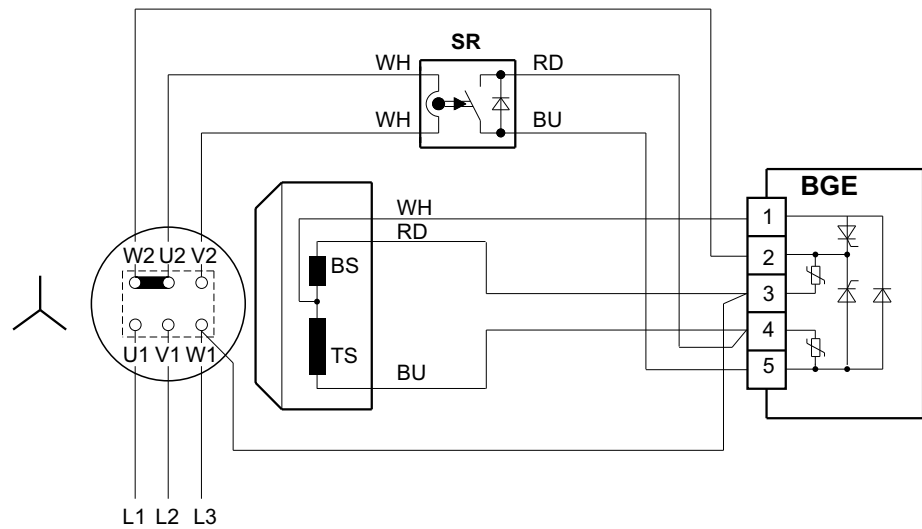 SR
WH RD
WH BU
BGE
WH
RD
1
2
3
4
5
W2 U2 V2
BS
U1 V1 W1
TS
BU
L1 L2 L3